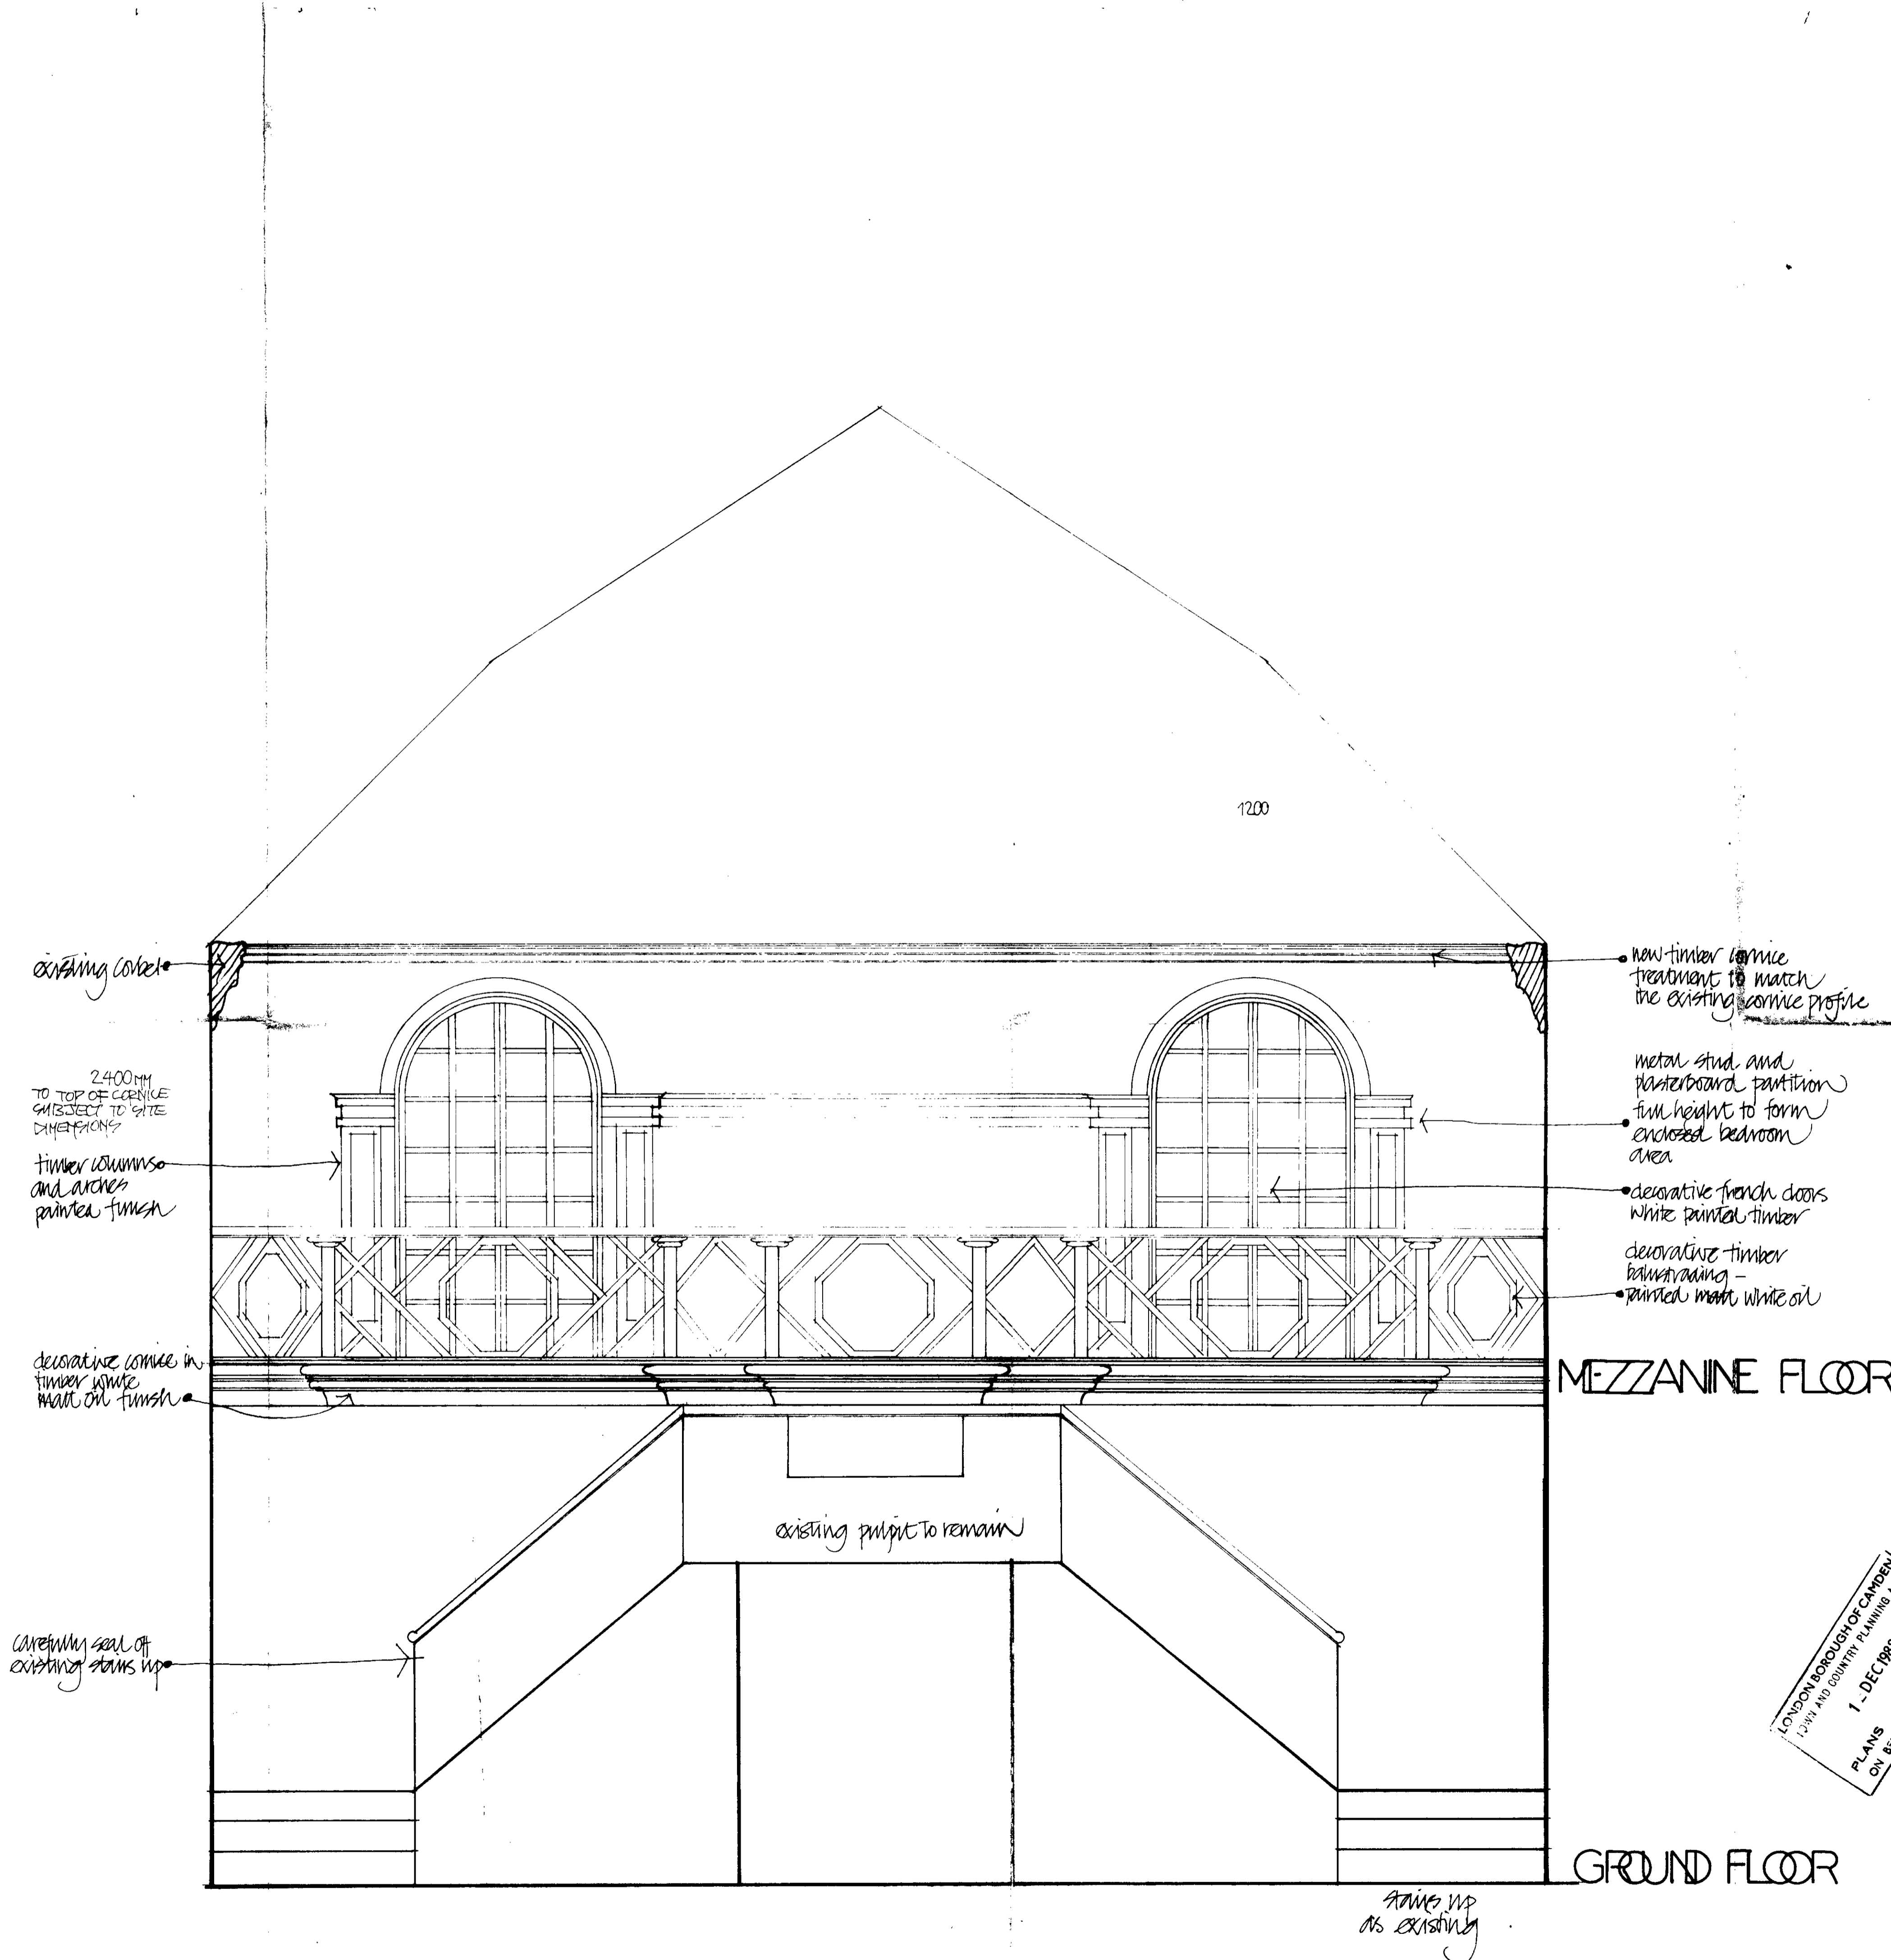 1200
existing corbel
2400MM
TO TOP OF CORNICE
SUBJECT TO SITE
DIMENSIONS
timber columns
and arches
painted finish
decorative cornice in
timber white
matt oil finish
carefully seal off
existing stairs up
new timber cornice
treatment to match
the existing cornice profile
metal stud and
plasterboard partition
full height to form
enclosed bedroom
area
decorative french doors
white painted timber
decorative timber
balustrading -
painted matt white oil
MEZZANINE FLOOR
existing pulpit to remain
GROUND FLOOR
stairs up
as existing
LONDON BOROUGH OF CAMDEN
TOWN AND COUNTRY PLANNING
1 - DEC 198
PLANS
ON